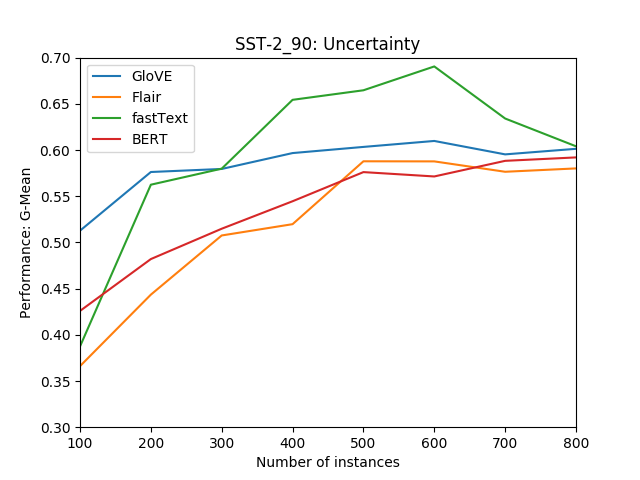 SST-2_90: Uncertainty
GloVE
Flair
fastText
BERT
Performance: G-Mean
0.70
0.65
0.60
0.55
0.50
0.45
0.40
0.35
0.30
100 200 300 400 500 600 700 800
Number of instances